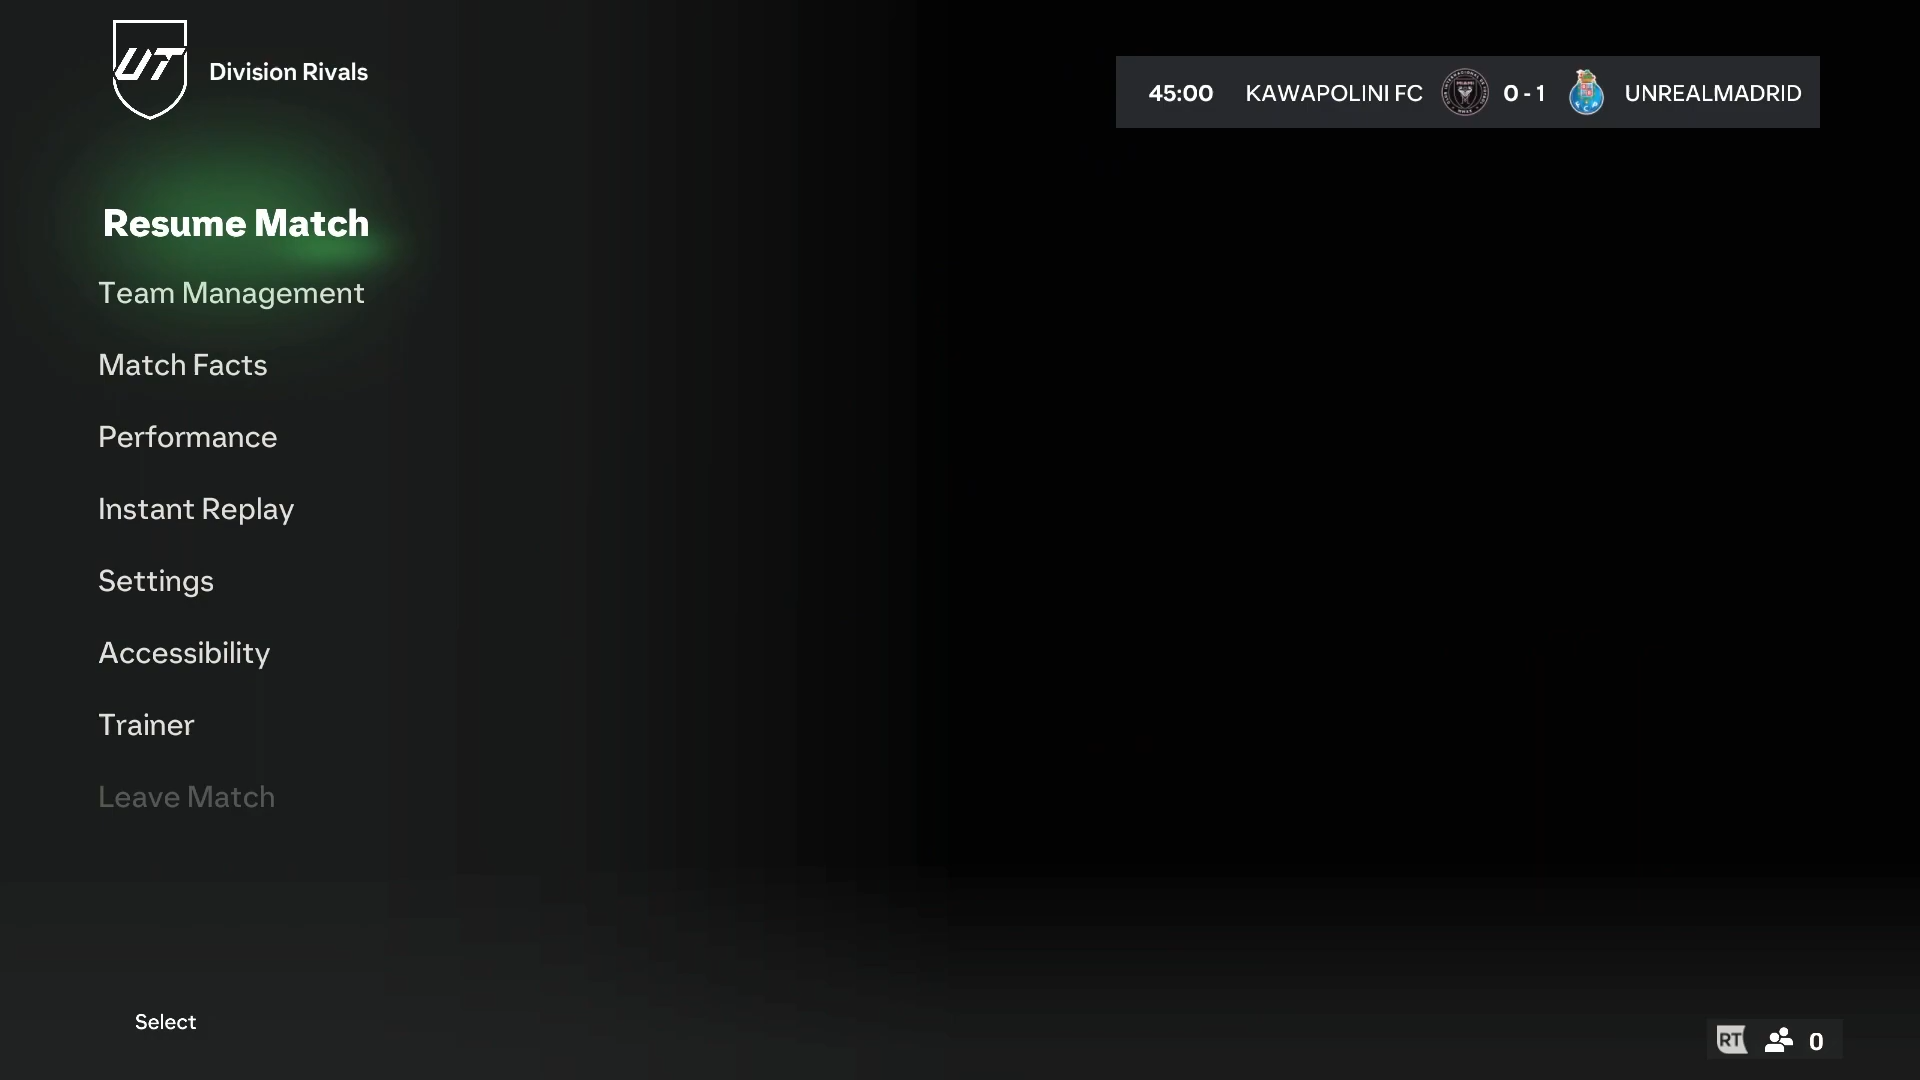 UT
Division Rivals
45:00 KAWAPOLINI FC 0 - 1 UNREALMADRID
Resume Match
Team Management
Match Facts
Performance
Instant Replay
Settings
Accessibility
Trainer
Leave Match
Select
RT 0